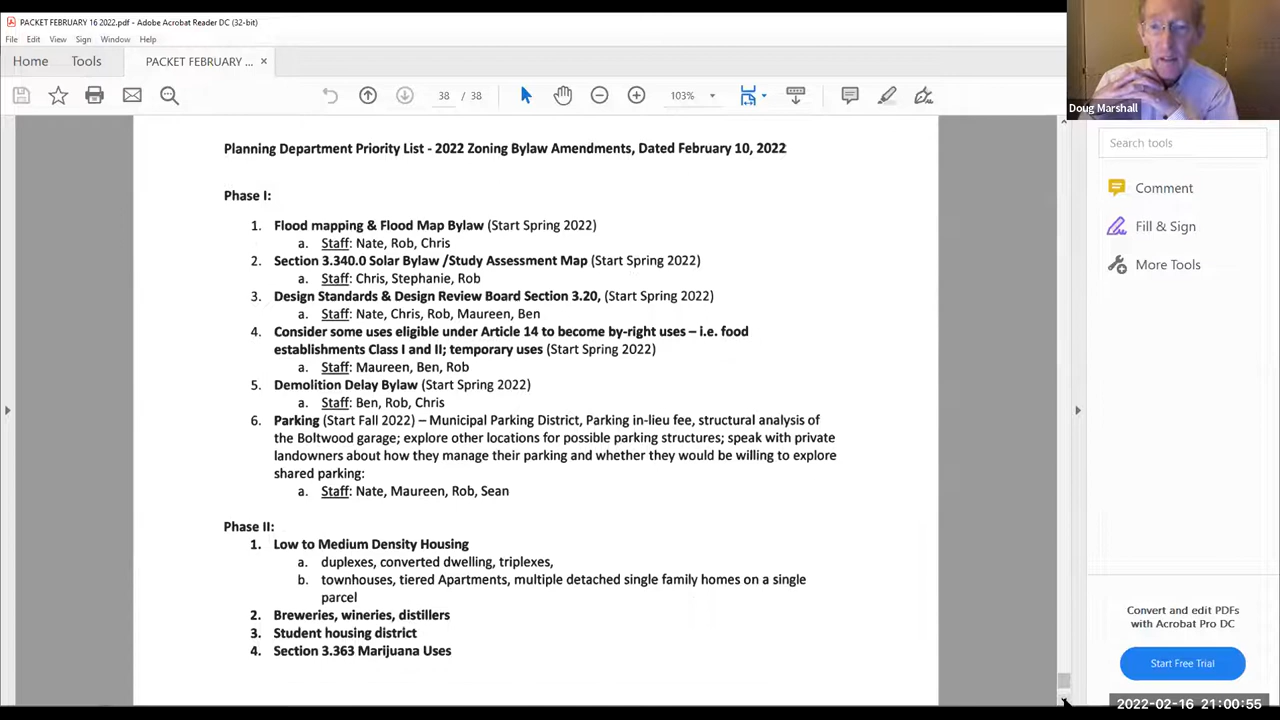 PACKET FEBRUARY 16 2022.pdf - Adobe Acrobat Reader DC (32-bit)
File Edit View Sign Window Help
Home Tools PACKET FEBRUARY ... ×
38 / 38 103%
Doug Marshall
Search tools
Comment
Fill & Sign
More Tools
Planning Department Priority List - 2022 Zoning Bylaw Amendments, Dated February 10, 2022
Phase I:
1. Flood mapping & Flood Map Bylaw (Start Spring 2022)
a. Staff: Nate, Rob, Chris
2. Section 3.340.0 Solar Bylaw /Study Assessment Map (Start Spring 2022)
a. Staff: Chris, Stephanie, Rob
3. Design Standards & Design Review Board Section 3.20, (Start Spring 2022)
a. Staff: Nate, Chris, Rob, Maureen, Ben
4. Consider some uses eligible under Article 14 to become by-right uses – i.e. food
establishments Class I and II; temporary uses (Start Spring 2022)
a. Staff: Maureen, Ben, Rob
5. Demolition Delay Bylaw (Start Spring 2022)
a. Staff: Ben, Rob, Chris
6. Parking (Start Fall 2022) – Municipal Parking District, Parking in-lieu fee, structural analysis of
the Boltwood garage; explore other locations for possible parking structures; speak with private
landowners about how they manage their parking and whether they would be willing to explore
shared parking:
a. Staff: Nate, Maureen, Rob, Sean
Phase II:
1. Low to Medium Density Housing
a. duplexes, converted dwelling, triplexes,
b. townhouses, tiered Apartments, multiple detached single family homes on a single
parcel
2. Breweries, wineries, distillers
3. Student housing district
4. Section 3.363 Marijuana Uses
Convert and edit PDFs
with Acrobat Pro DC
Start Free Trial
2022-02-16 21:00:55